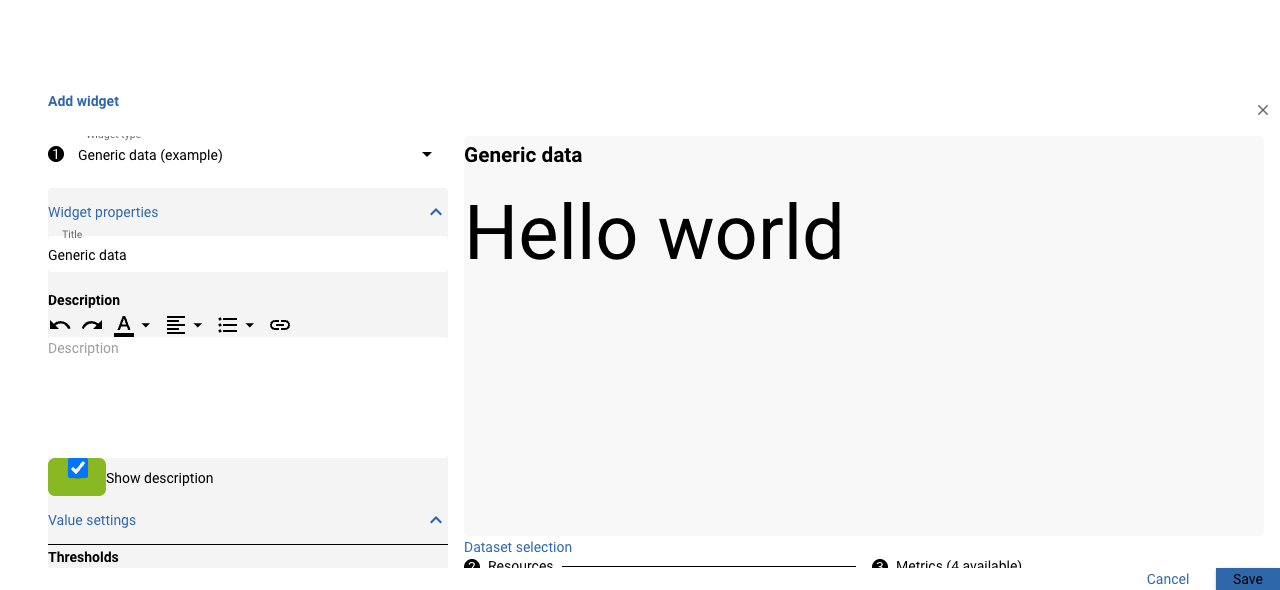 Add widget
Widget type
1 Generic data (example)
Widget properties
Title
Generic data
Description
A
Description
Show description
Value settings
Thresholds
Generic data
Hello world
Dataset selection
2 Resources
3 Metrics (4 available)
Cancel
Save